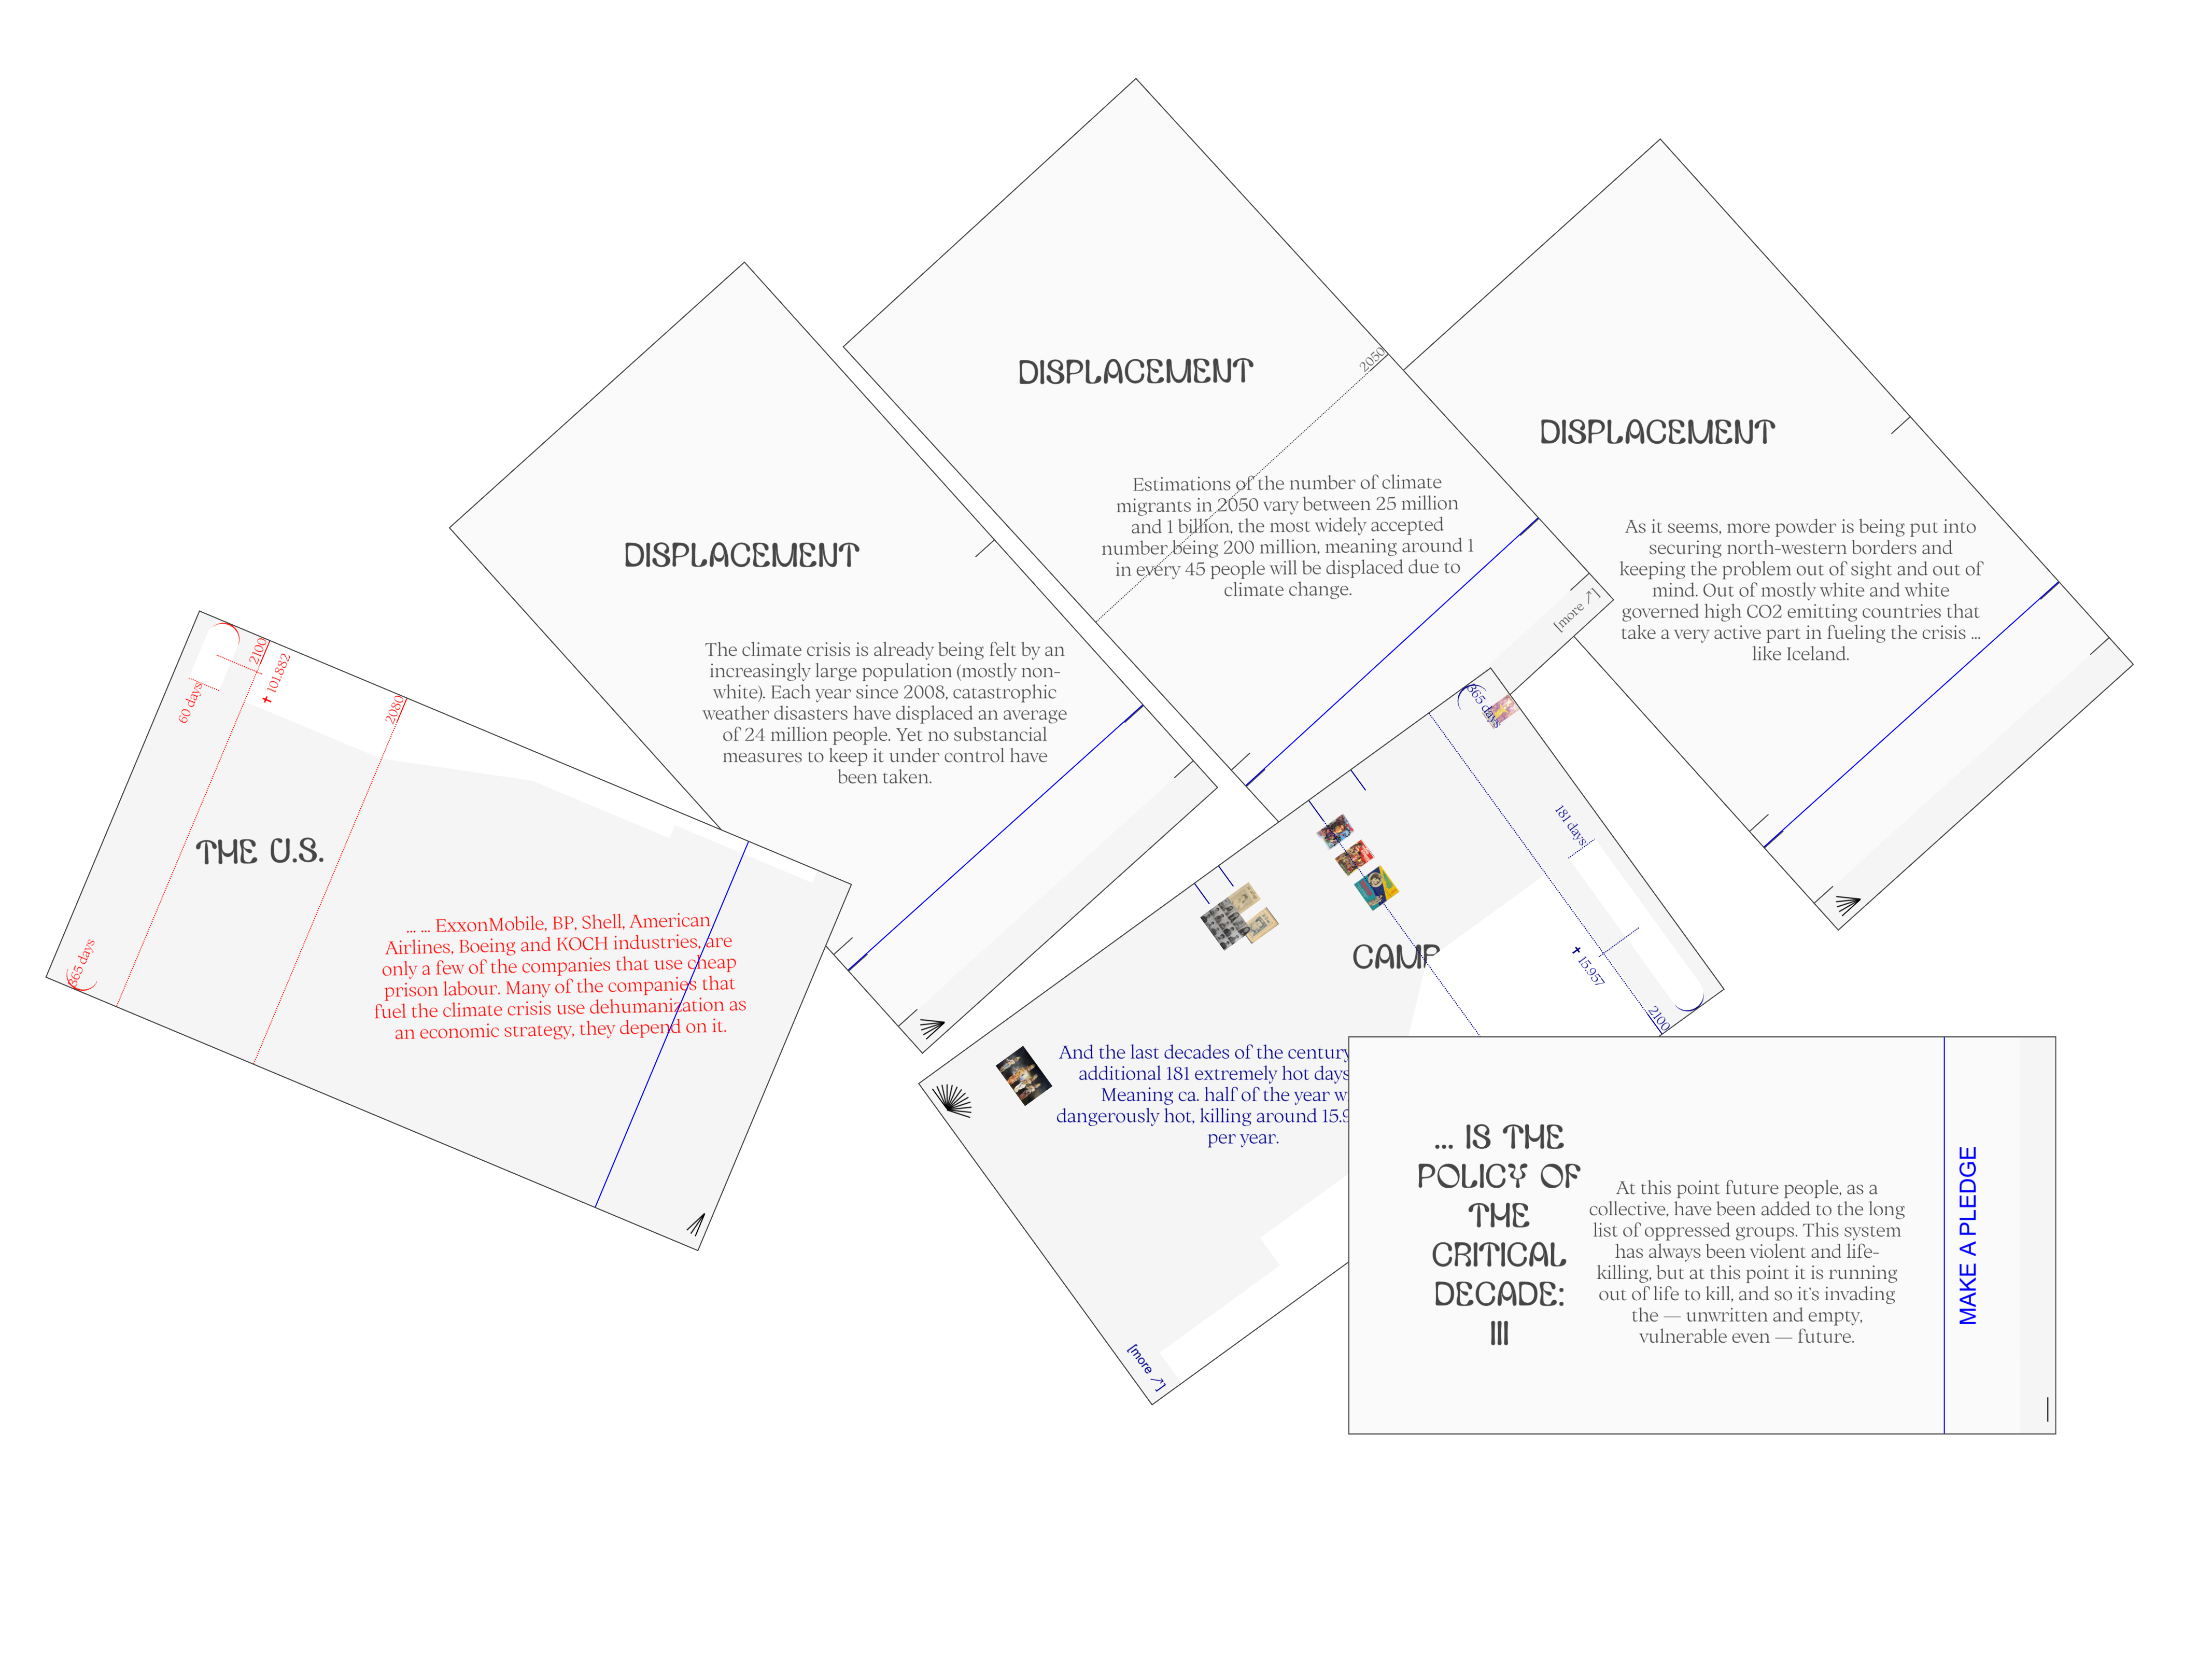 DISPLACEMENT
2050
Estimations of the number of climate
migrants in 2050 vary between 25 million
and 1 billion, the most widely accepted
number being 200 million, meaning around 1
in every 45 people will be displaced due to
climate change.
[more ↗]
DISPLACEMENT
As it seems, more powder is being put into
securing north-western borders and
keeping the problem out of sight and out of
mind. Out of mostly white and white
governed high CO2 emitting countries that
take a very active part in fueling the crisis ...
like Iceland.
DISPLACEMENT
The climate crisis is already being felt by an
increasingly large population (mostly non-
white). Each year since 2008, catastrophic
weather disasters have displaced an average
of 24 million people. Yet no substancial
measures to keep it under control have
been taken.
60 days
2100
✝ 101.882
2080
THE U.S.
365 days
... ... ExxonMobile, BP, Shell, American
Airlines, Boeing and KOCH industries, are
only a few of the companies that use cheap
prison labour. Many of the companies that
fuel the climate crisis use dehumanization as
an economic strategy, they depend on it.
365 days
181 days
✝ 15.957
2100
CAMP
And the last decades of the century
additional 181 extremely hot days
Meaning ca. half of the year
dangerously hot, killing around 15.9
per year.
[more ↗]
... IS THE
POLICY OF
THE
CRITICAL
DECADE:
III
At this point future people, as a
collective, have been added to the long
list of oppressed groups. This system
has always been violent and life-
killing, but at this point it is running
out of life to kill, and so it's invading
the — unwritten and empty,
vulnerable even — future.
MAKE A PLEDGE